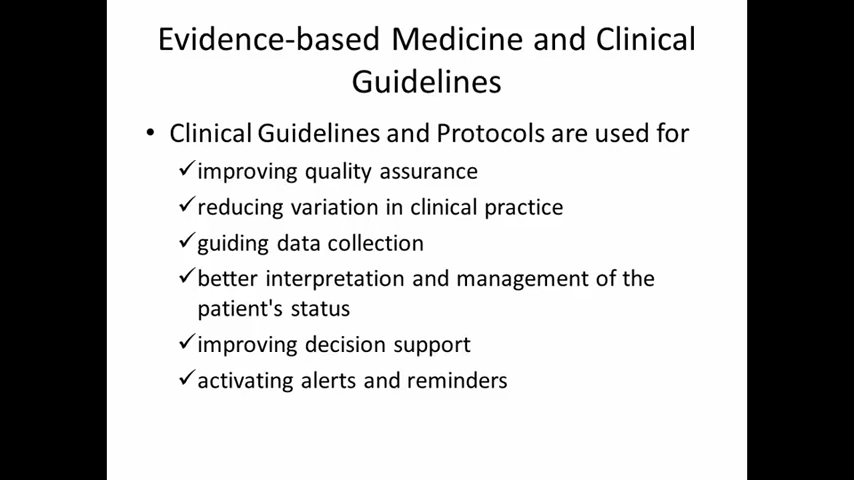 Evidence-based Medicine and Clinical
Guidelines
• Clinical Guidelines and Protocols are used for
✓improving quality assurance
✓reducing variation in clinical practice
✓guiding data collection
✓better interpretation and management of the
patient's status
✓improving decision support
✓activating alerts and reminders